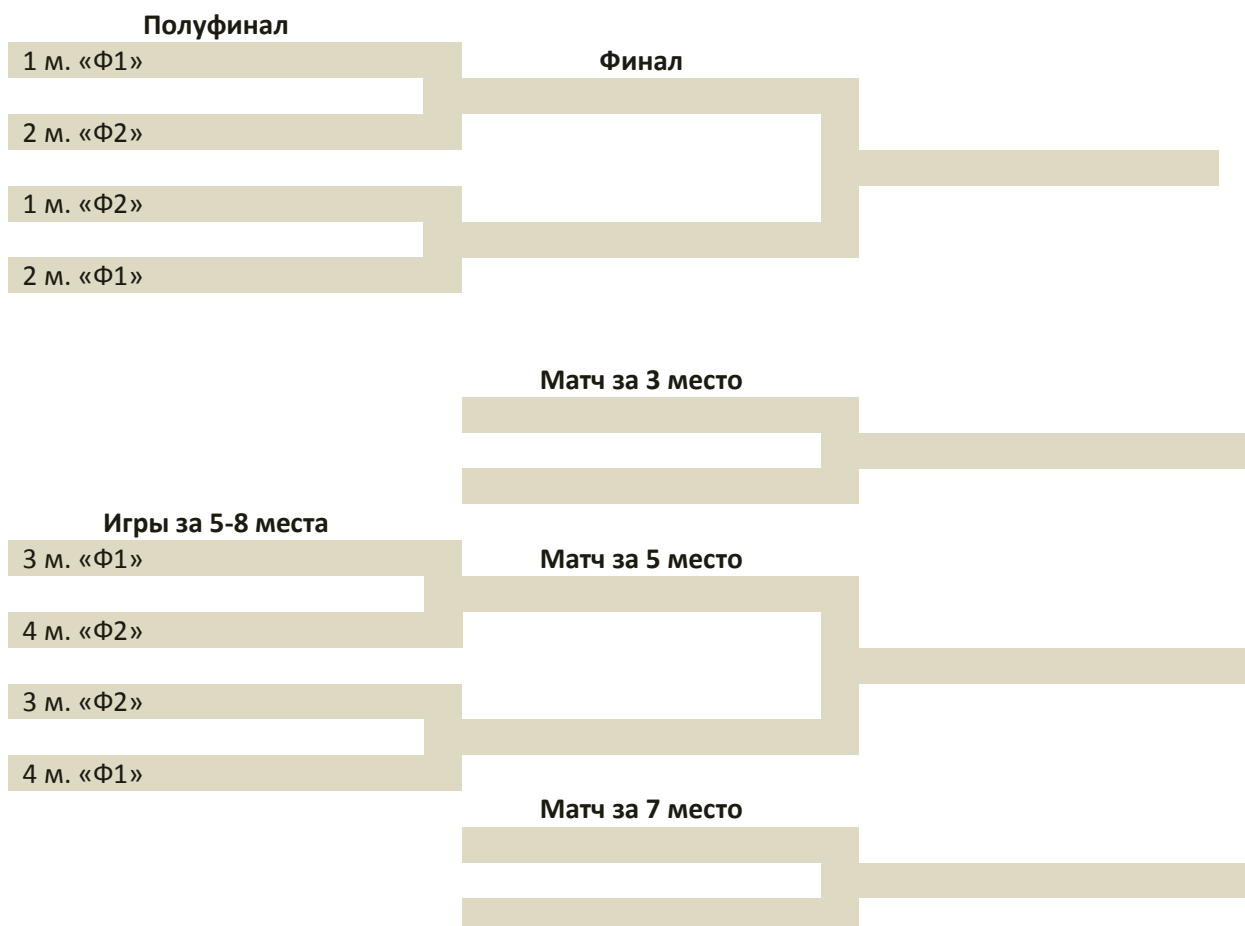 Полуфинал
1 м. «Ф1»
Финал
2 м. «Ф2»
1 м. «Ф2»
2 м. «Ф1»
Матч за 3 место
Игры за 5-8 места
3 м. «Ф1»
Матч за 5 место
4 м. «Ф2»
3 м. «Ф2»
4 м. «Ф1»
Матч за 7 место